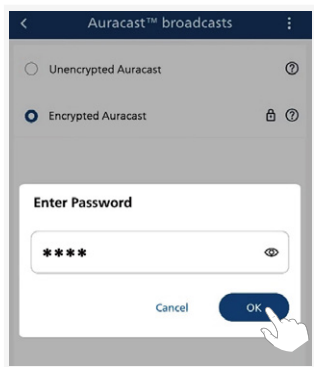 Auracast™ broadcasts
Unencrypted Auracast
Encrypted Auracast
Enter Password
****
Cancel OK